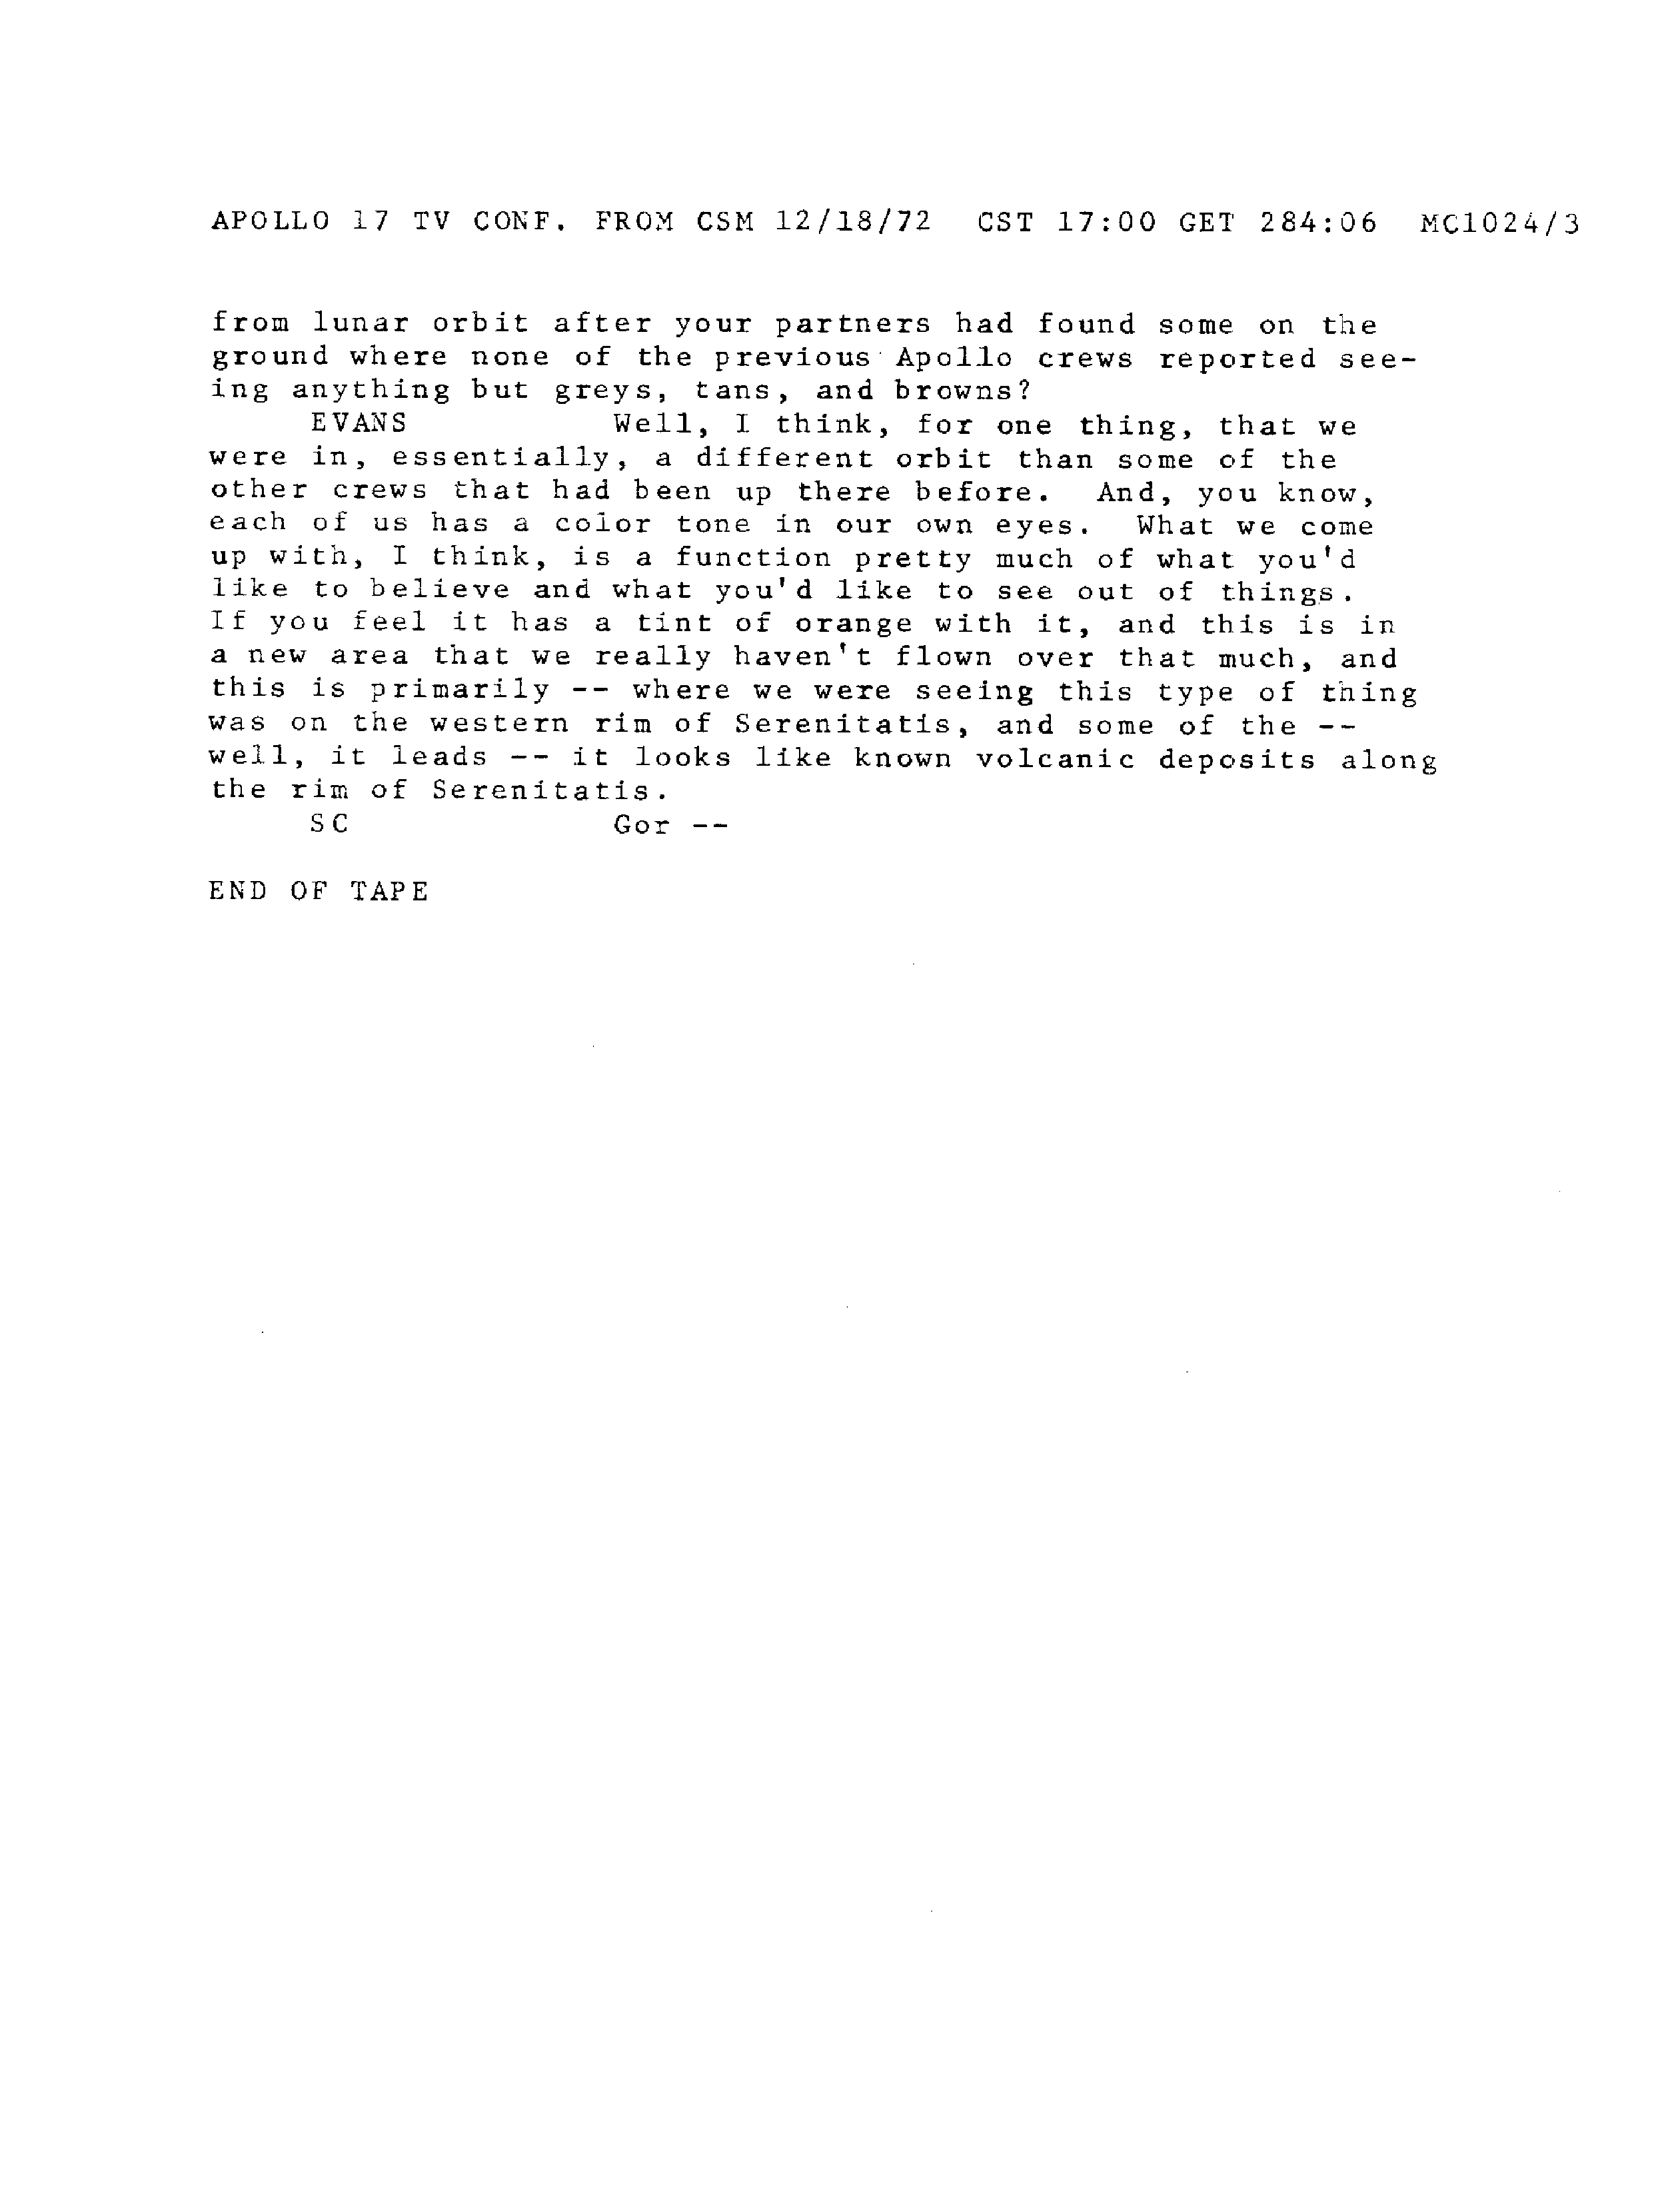 APOLLO 17 TV CONF. FROM CSM 12/18/72 CST 17:00 GET 284:06 MC1024/3
from lunar orbit after your partners had found some on the
ground where none of the previous Apollo crews reported see-
ing anything but greys, tans, and browns?
EVANS Well, I think, for one thing, that we
were in, essentially, a different orbit than some of the
other crews that had been up there before. And, you know,
each of us has a color tone in our own eyes. What we come
up with, I think, is a function pretty much of what you'd
like to believe and what you'd like to see out of things.
If you feel it has a tint of orange with it, and this is in
a new area that we really haven't flown over that much, and
this is primarily -- where we were seeing this type of thing
was on the western rim of Serenitatis, and some of the --
well, it leads -- it looks like known volcanic deposits along
the rim of Serenitatis.
SC Gor --
END OF TAPE